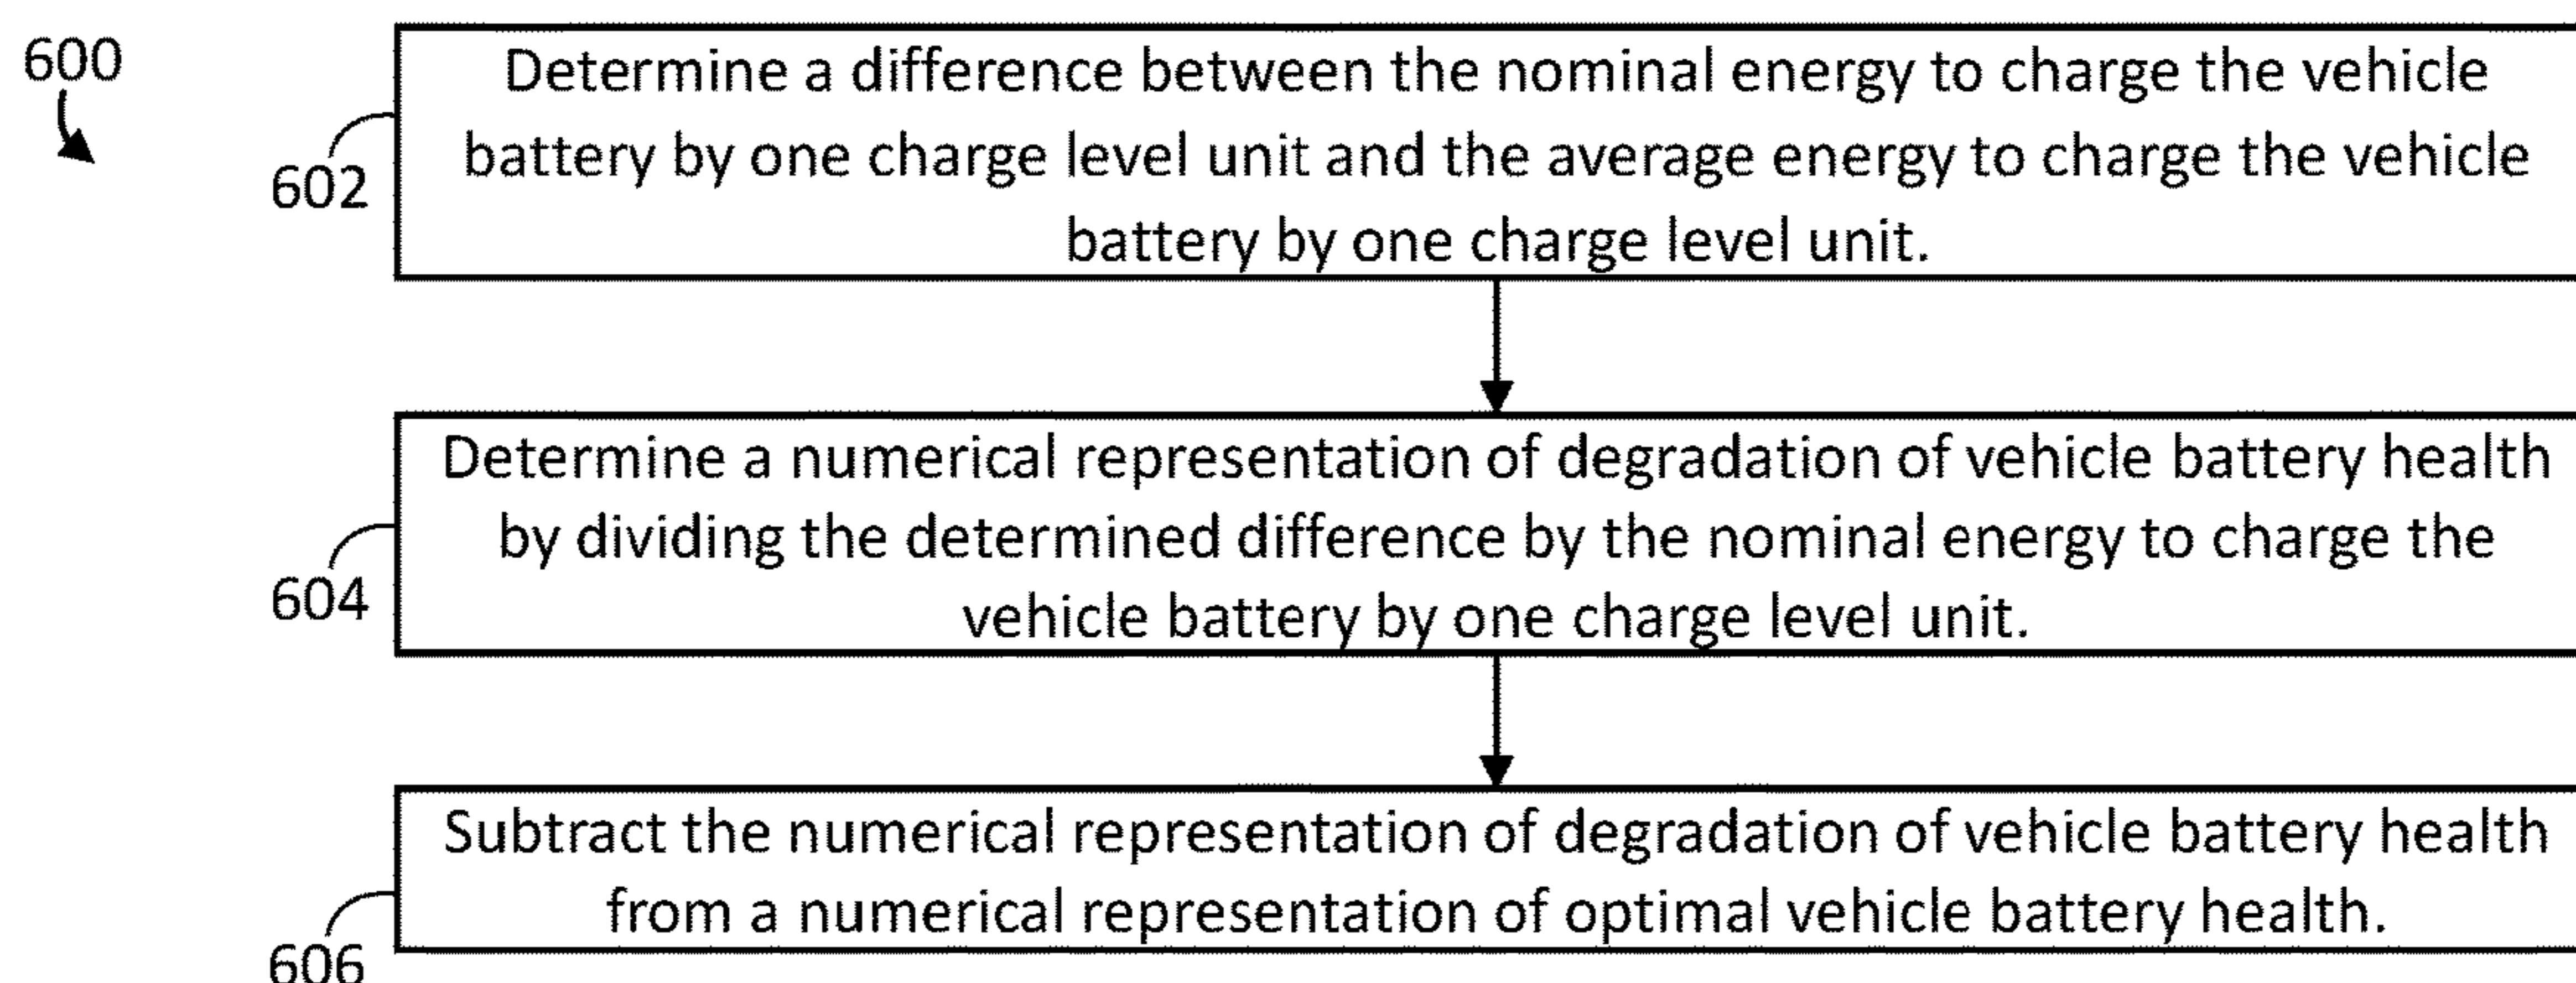 600
Determine a difference between the nominal energy to charge the vehicle
battery by one charge level unit and the average energy to charge the vehicle
battery by one charge level unit.
602
Determine a numerical representation of degradation of vehicle battery health
by dividing the determined difference by the nominal energy to charge the
vehicle battery by one charge level unit.
604
Subtract the numerical representation of degradation of vehicle battery health
from a numerical representation of optimal vehicle battery health.
606